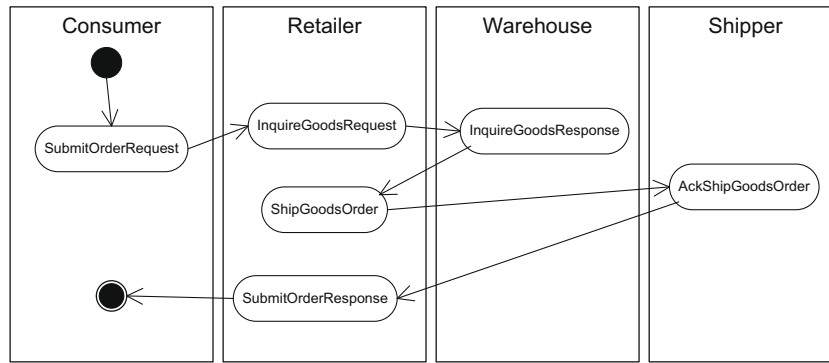 Consumer
Retailer
Warehouse
Shipper
SubmitOrderRequest
InquireGoodsRequest
InquireGoodsResponse
ShipGoodsOrder
AckShipGoodsOrder
SubmitOrderResponse